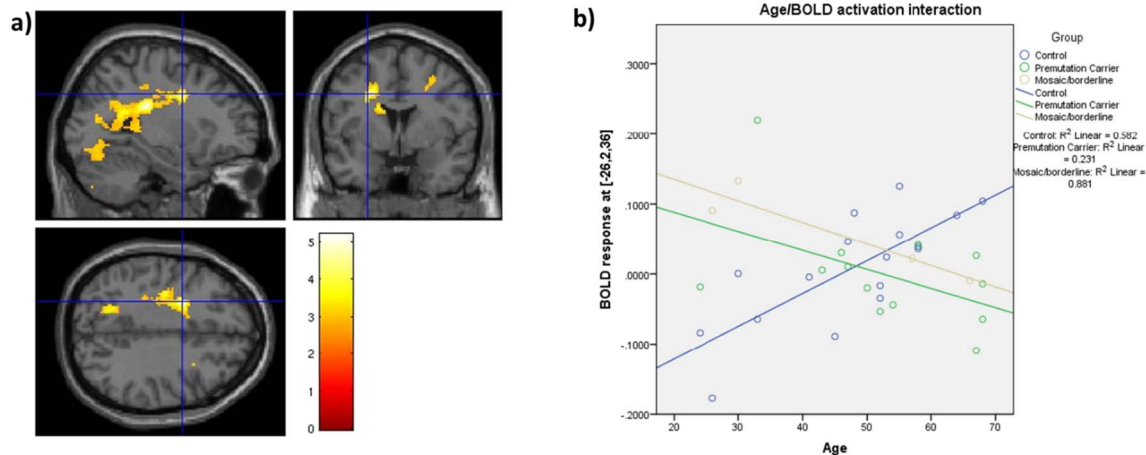 a)
5
4
3
2
1
0
b)
Age/BOLD activation interaction
BOLD response at [-26,2,36]
.3000
.2000
.1000
.0000
-.1000
-.2000
20 30 40 50 60 70
Age
Group
Control
Premutation Carrier
Mosaic/borderline
Control
Premutation Carrier
Mosaic/borderline
Control: R² Linear = 0.582
Premutation Carrier: R² Linear
= 0.231
Mosaic/borderline: R² Linear =
0.881